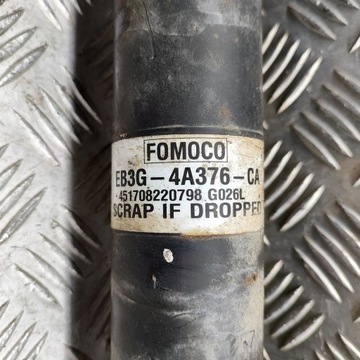 FOMOCO
EB3G-4A376-CA
451708220798 G026L
SCRAP IF DROPPED